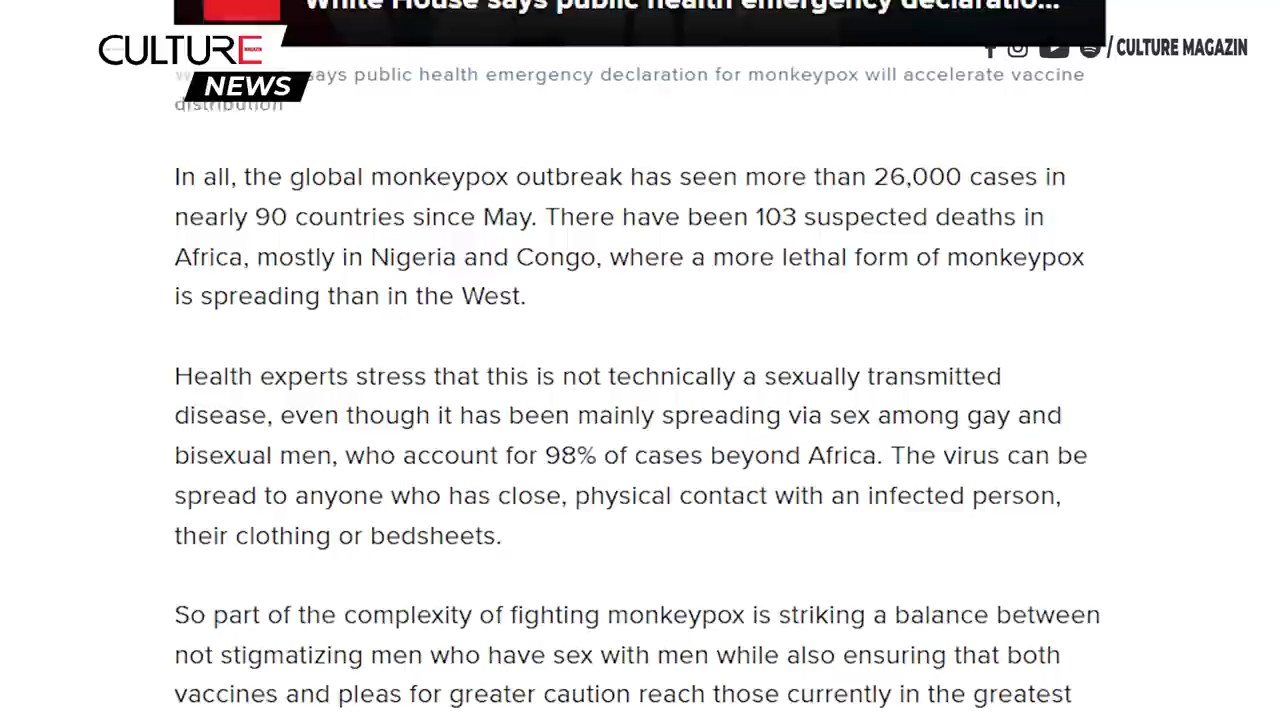 White House says public health emergency declaratio...
CULTURE
NEWS
/ CULTURE MAGAZIN
says public health emergency declaration for monkeypox will accelerate vaccine
distribution
In all, the global monkeypox outbreak has seen more than 26,000 cases in
nearly 90 countries since May. There have been 103 suspected deaths in
Africa, mostly in Nigeria and Congo, where a more lethal form of monkeypox
is spreading than in the West.
Health experts stress that this is not technically a sexually transmitted
disease, even though it has been mainly spreading via sex among gay and
bisexual men, who account for 98% of cases beyond Africa. The virus can be
spread to anyone who has close, physical contact with an infected person,
their clothing or bedsheets.
So part of the complexity of fighting monkeypox is striking a balance between
not stigmatizing men who have sex with men while also ensuring that both
vaccines and pleas for greater caution reach those currently in the greatest